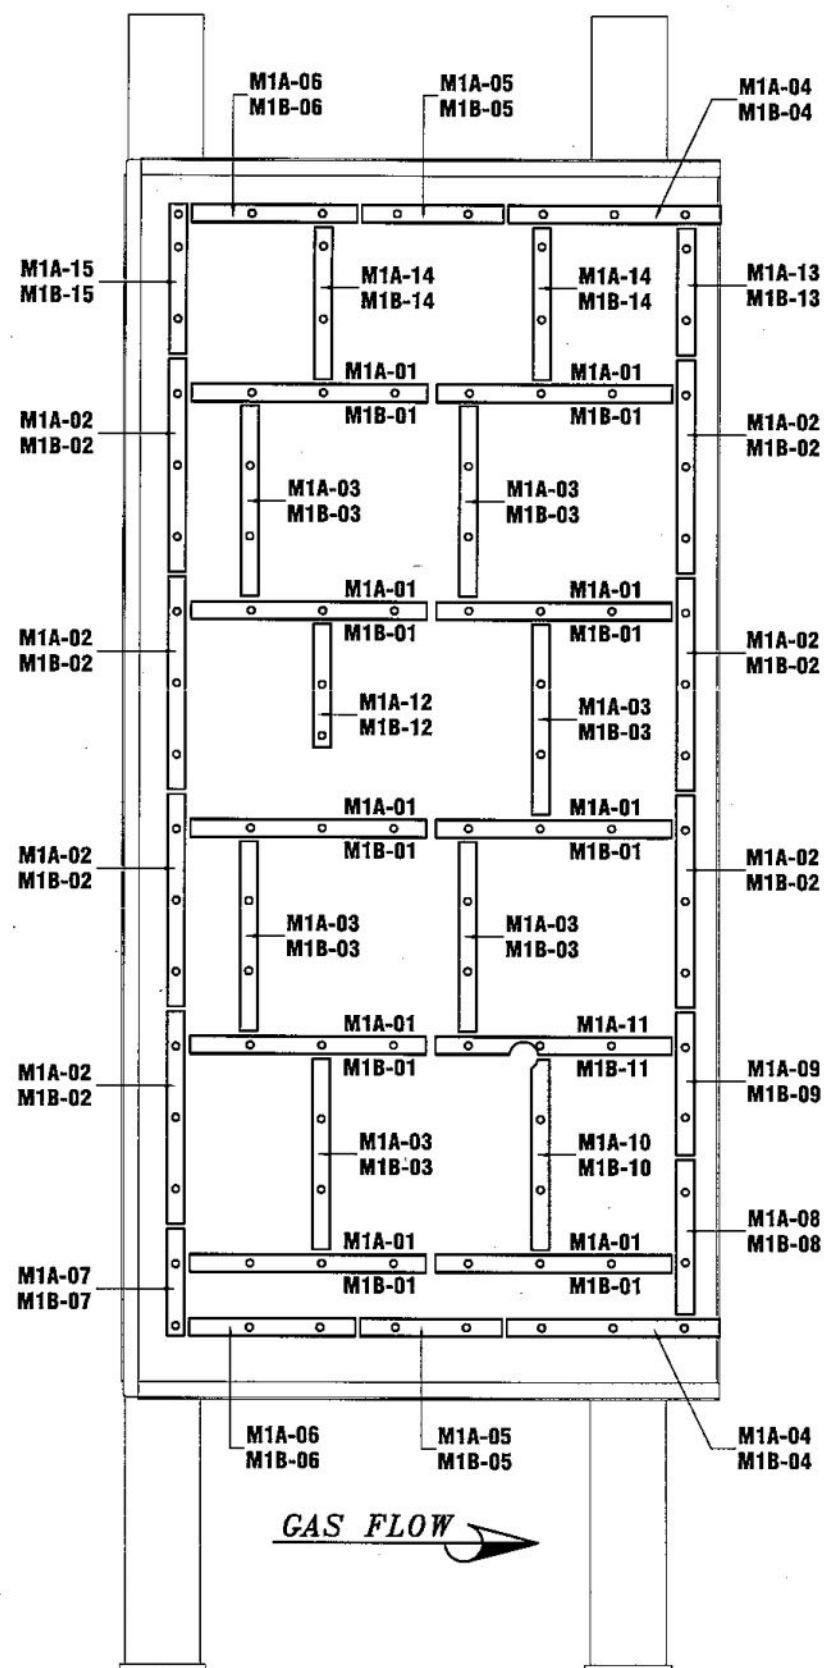 M1A-06
M1B-06
M1A-05
M1B-05
M1A-04
M1B-04
M1A-15
M1B-15
M1A-14
M1B-14
M1A-14
M1B-14
M1A-13
M1B-13
M1A-01
M1B-01
M1A-01
M1B-01
M1A-02
M1B-02
M1A-02
M1B-02
M1A-03
M1B-03
M1A-03
M1B-03
M1A-01
M1B-01
M1A-01
M1B-01
M1A-02
M1B-02
M1A-02
M1B-02
M1A-12
M1B-12
M1A-03
M1B-03
M1A-01
M1B-01
M1A-01
M1B-01
M1A-02
M1B-02
M1A-02
M1B-02
M1A-03
M1B-03
M1A-03
M1B-03
M1A-01
M1B-01
M1A-11
M1B-11
M1A-02
M1B-02
M1A-09
M1B-09
M1A-03
M1B-03
M1A-10
M1B-10
M1A-08
M1B-08
M1A-01
M1B-01
M1A-01
M1B-01
M1A-07
M1B-07
M1A-06
M1B-06
M1A-05
M1B-05
M1A-04
M1B-04
GAS FLOW